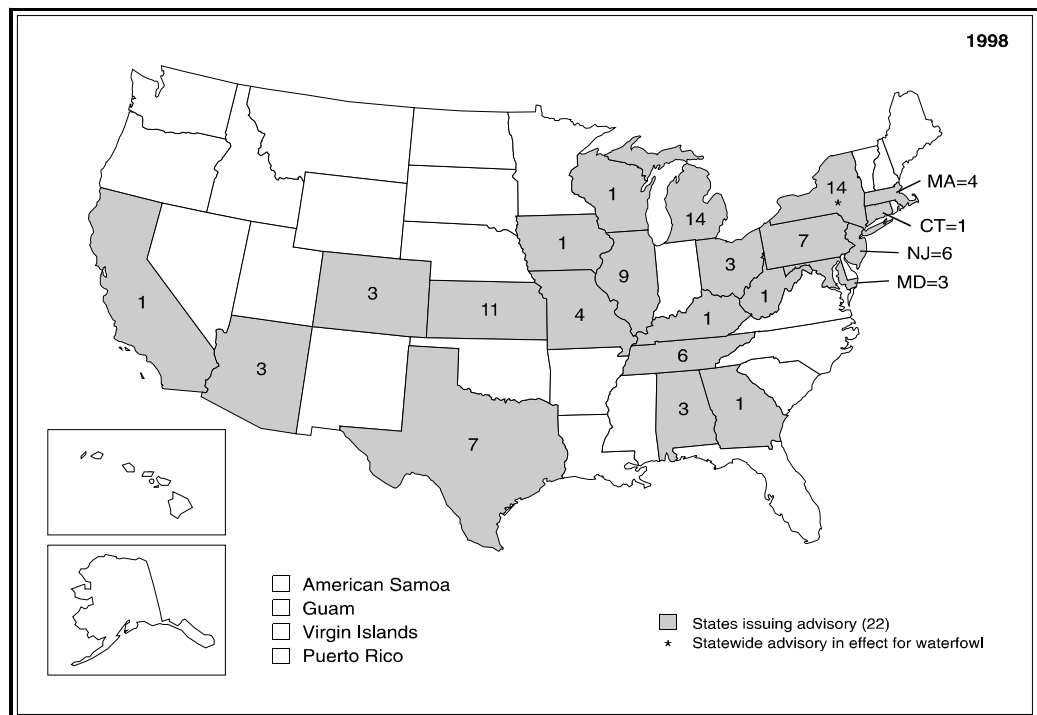 1998
1
14
14
*
MA=4
CT=1
NJ=6
MD=3
1
7
3
9
1
3
11
4
1
1
3
6
3
1
7
American Samoa
Guam
Virgin Islands
Puerto Rico
States issuing advisory (22)
* Statewide advisory in effect for waterfowl